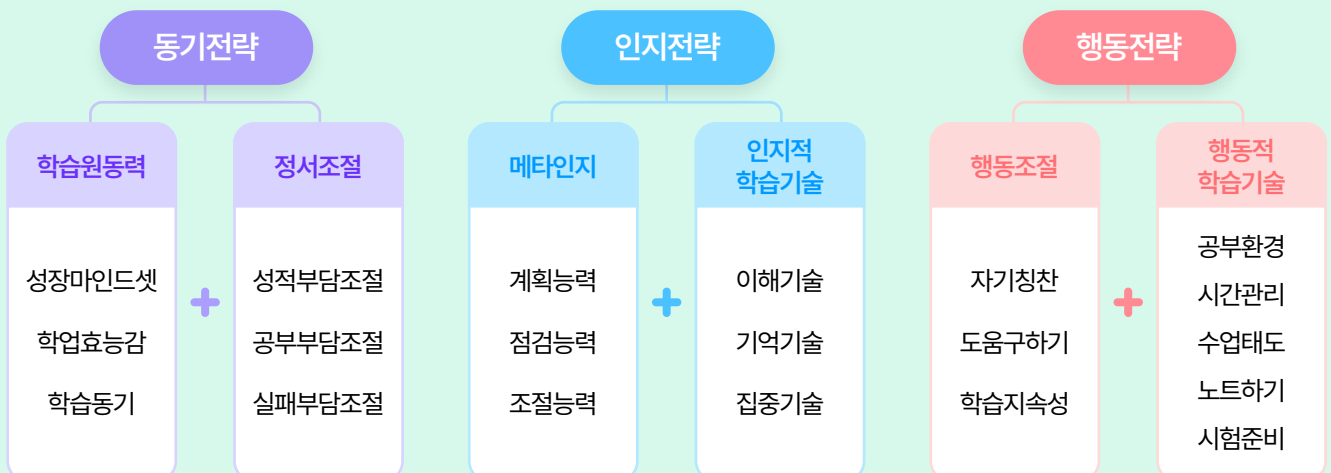 동기전략
학습원동력
성장마인드셋
학업효능감
학습동기
정서조절
성적부담조절
공부부담조절
실패부담조절
인지전략
메타인지
계획능력
점검능력
조절능력
인지적
학습기술
이해기술
기억기술
집중기술
행동전략
행동조절
자기칭찬
도움구하기
학습지속성
행동적
학습기술
공부환경
시간관리
수업태도
노트하기
시험준비